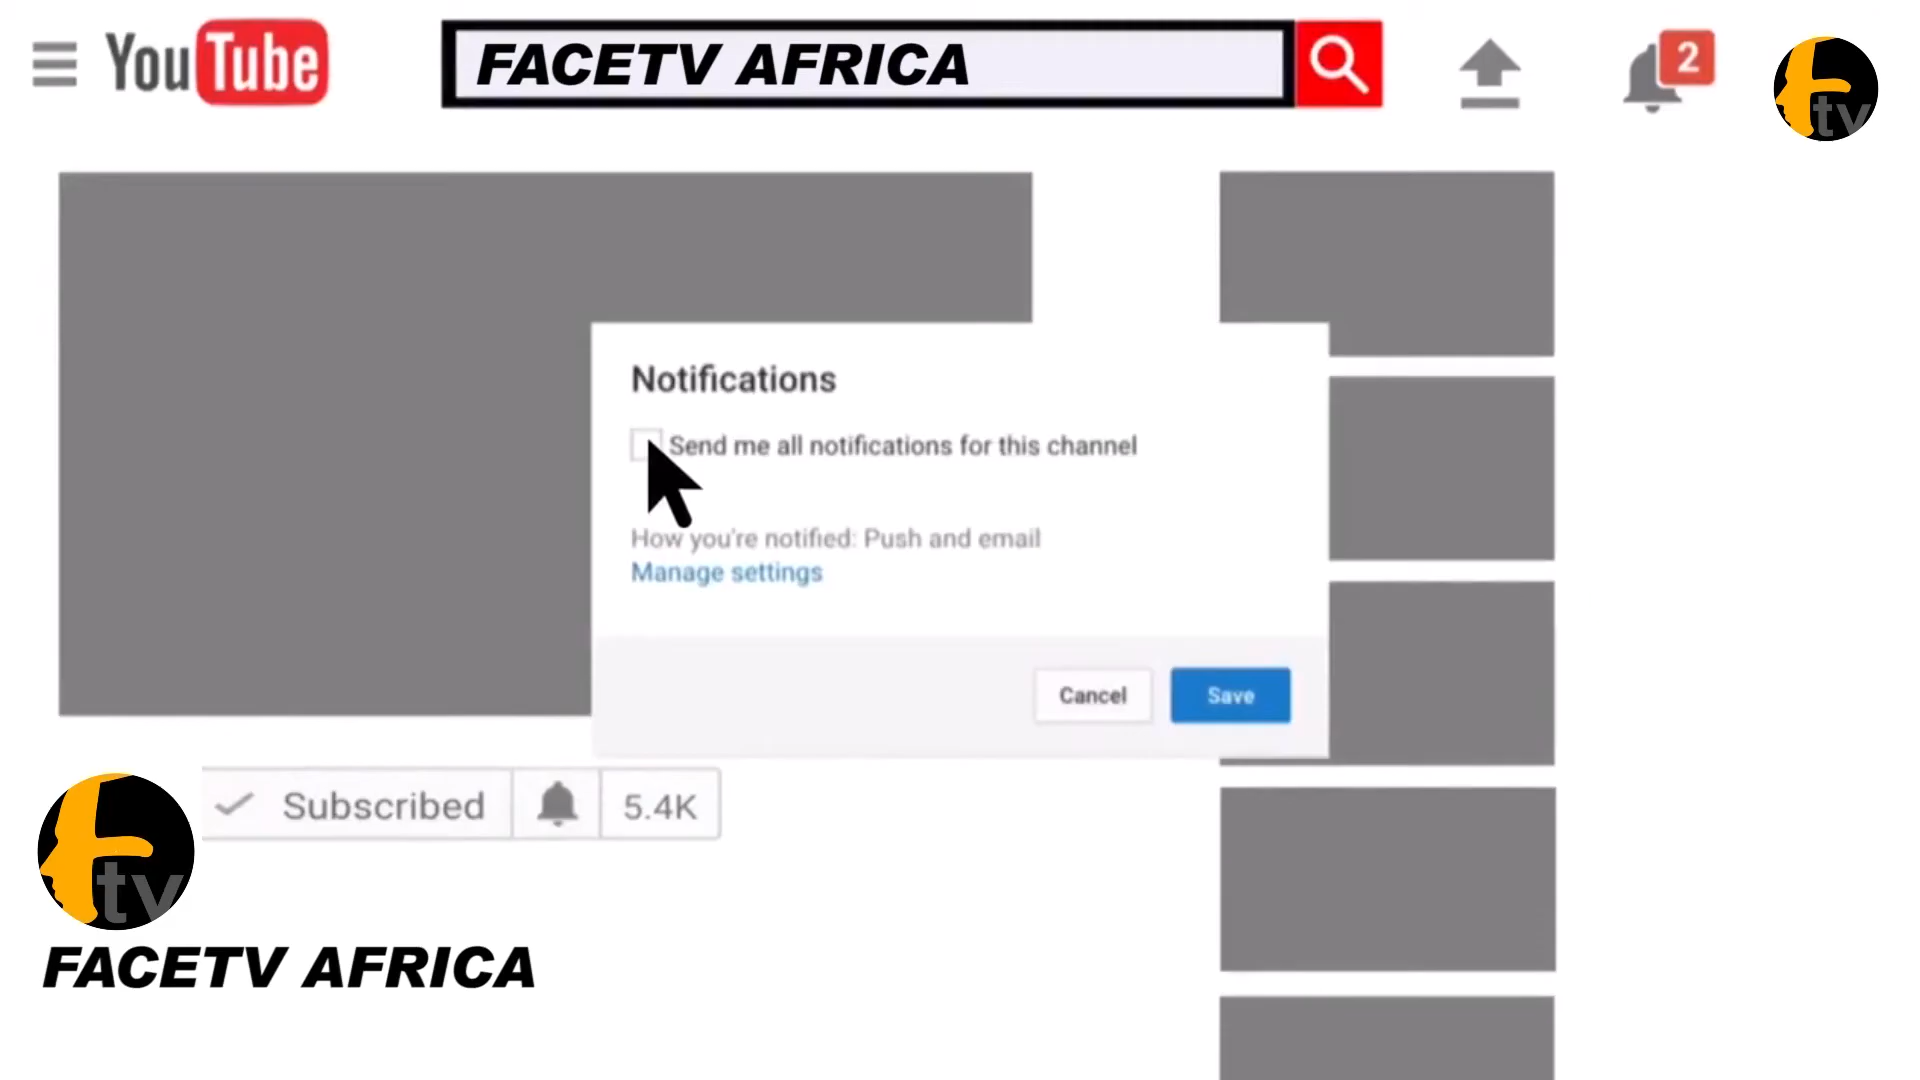 YouTube
FACETV AFRICA
2
tv
Notifications
Send me all notifications for this channel
How you're notified: Push and email
Manage settings
Cancel
Save
Subscribed
5.4K
tv
FACETV AFRICA